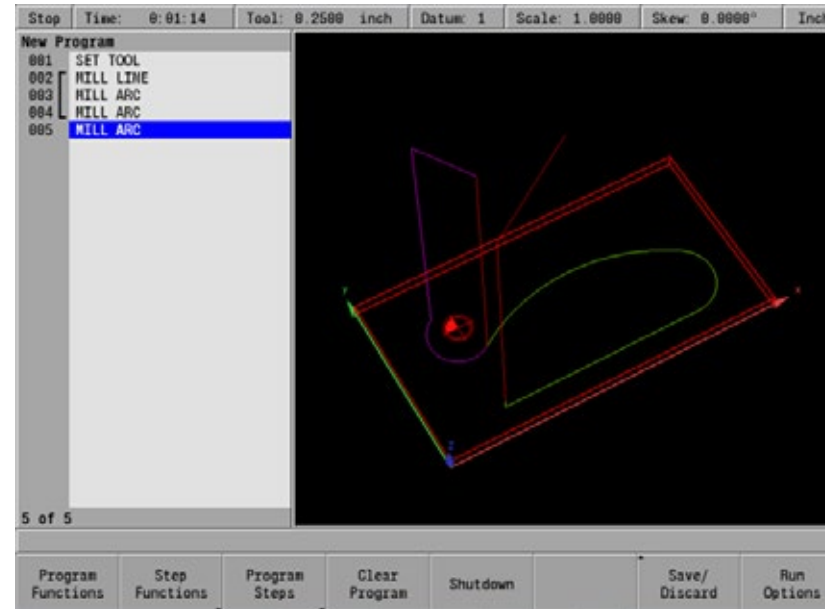 Stop Time: 0:01:14 Tool: 0.2500 inch Datum: 1 Scale: 1.0000 Skew: 0.0000° Inch
New Program
001 SET TOOL
002 MILL LINE
003 MILL ARC
004 MILL ARC
005 MILL ARC
Y
X
Z
5 of 5
Program Functions
Step Functions
Program Steps
Clear Program
Shutdown
Save/ Discard
Run Options